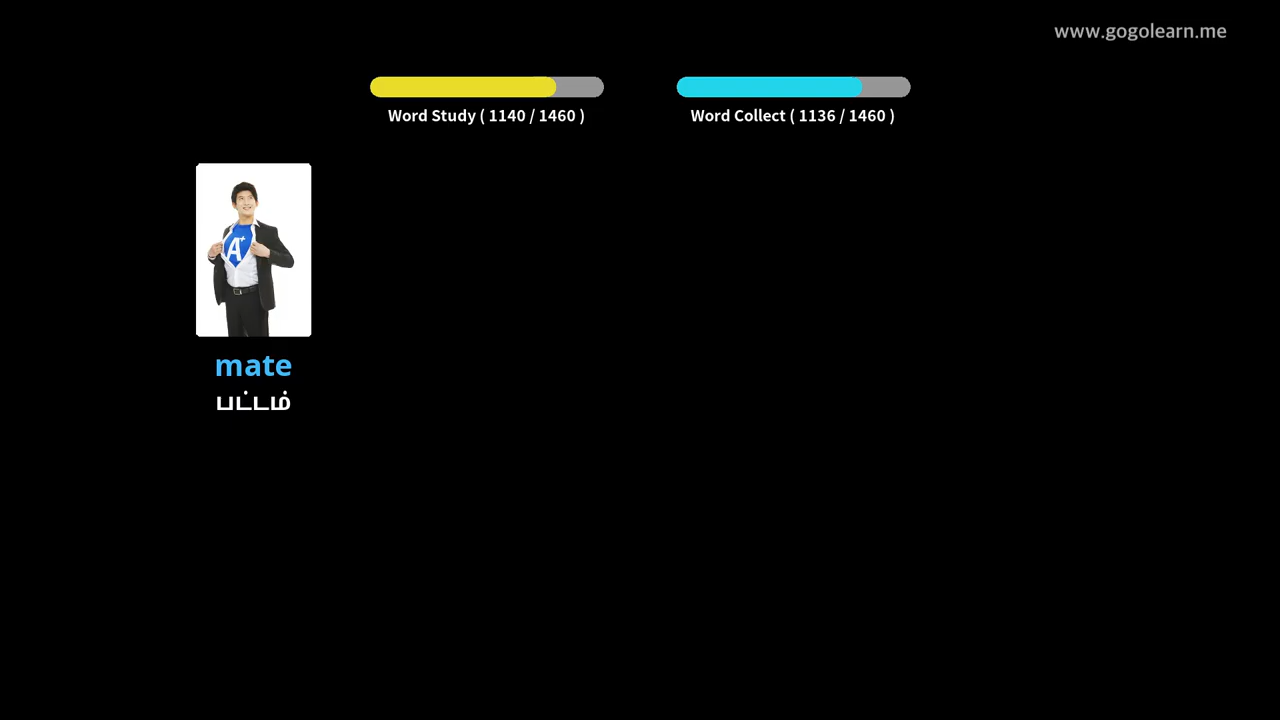 www.gogolearn.me
Word Study ( 1140 / 1460 )
Word Collect ( 1136 / 1460 )
A+
mate
பட்டம்